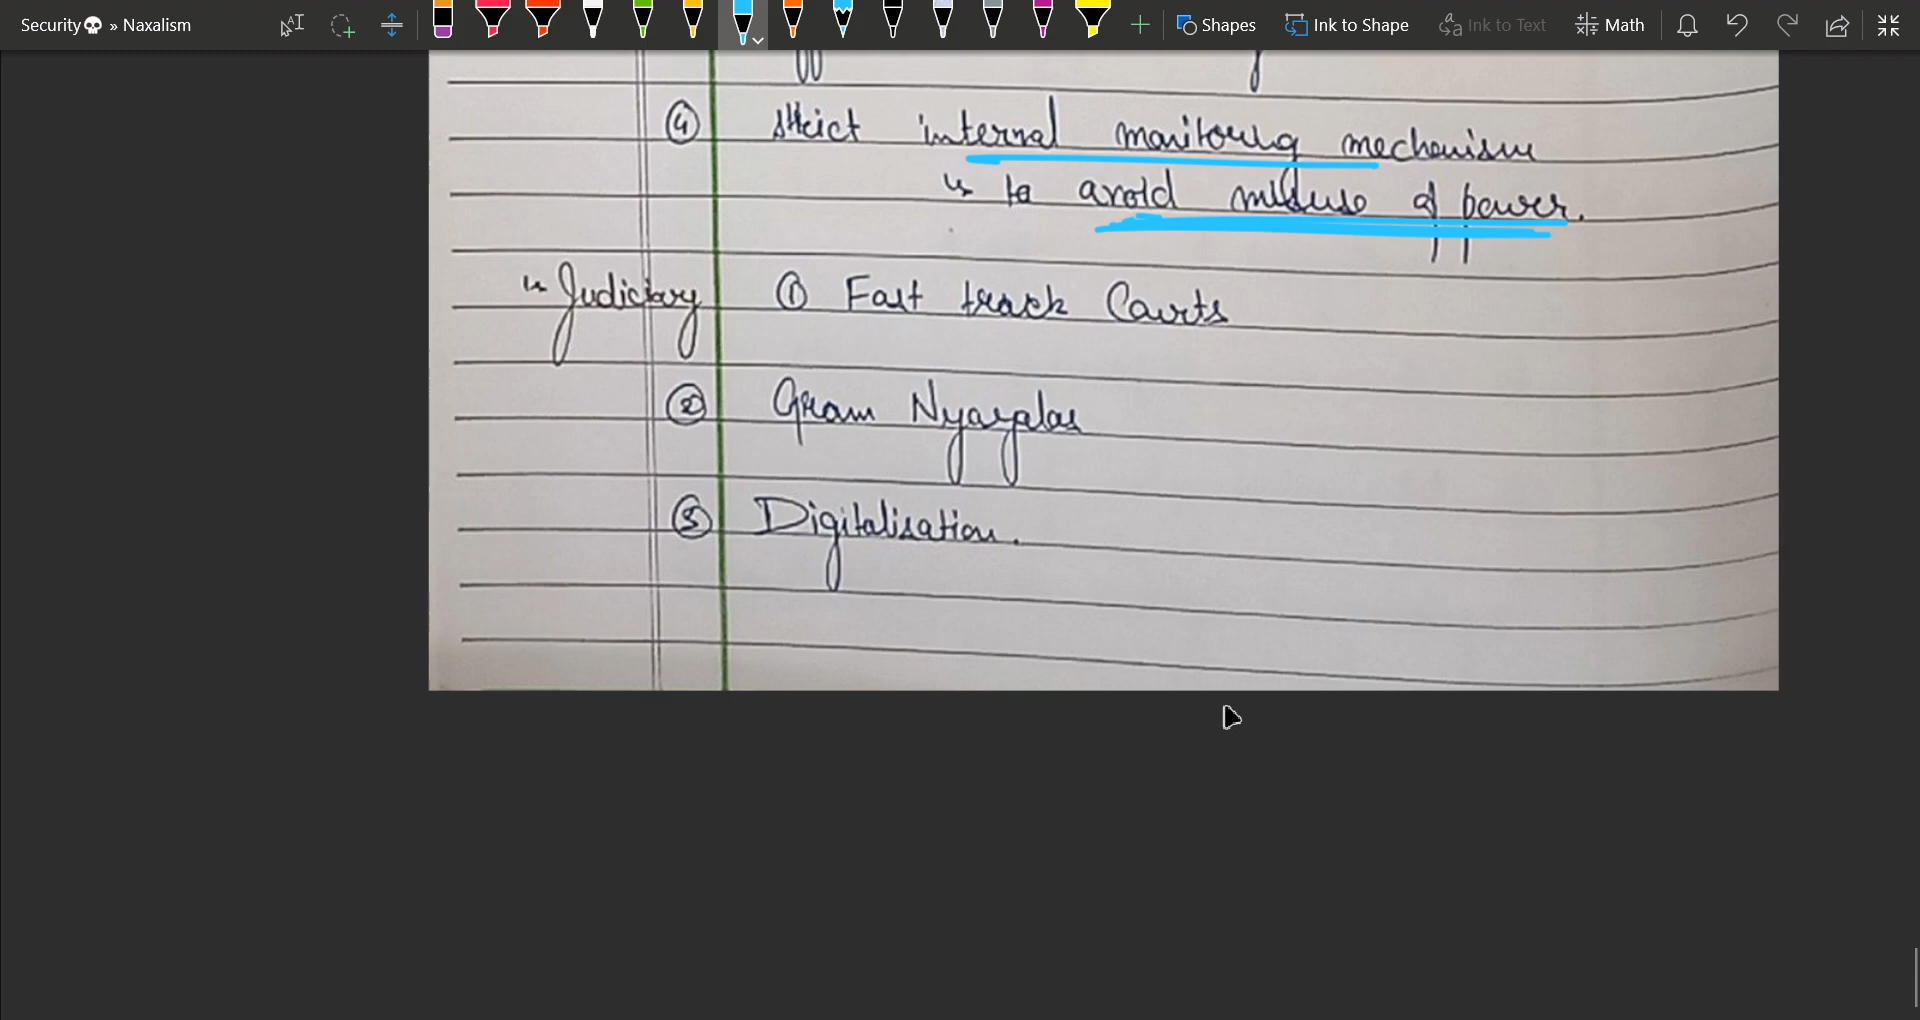 Security💀 » Naxalism
Shapes
Ink to Shape
Ink to Text
Math
④ Strict internal monitoring mechanism
↳ to avoid misuse of power.
↳ Judiciary ① Fast track Courts
② Gram Nyayalas
③ Digitalisation.